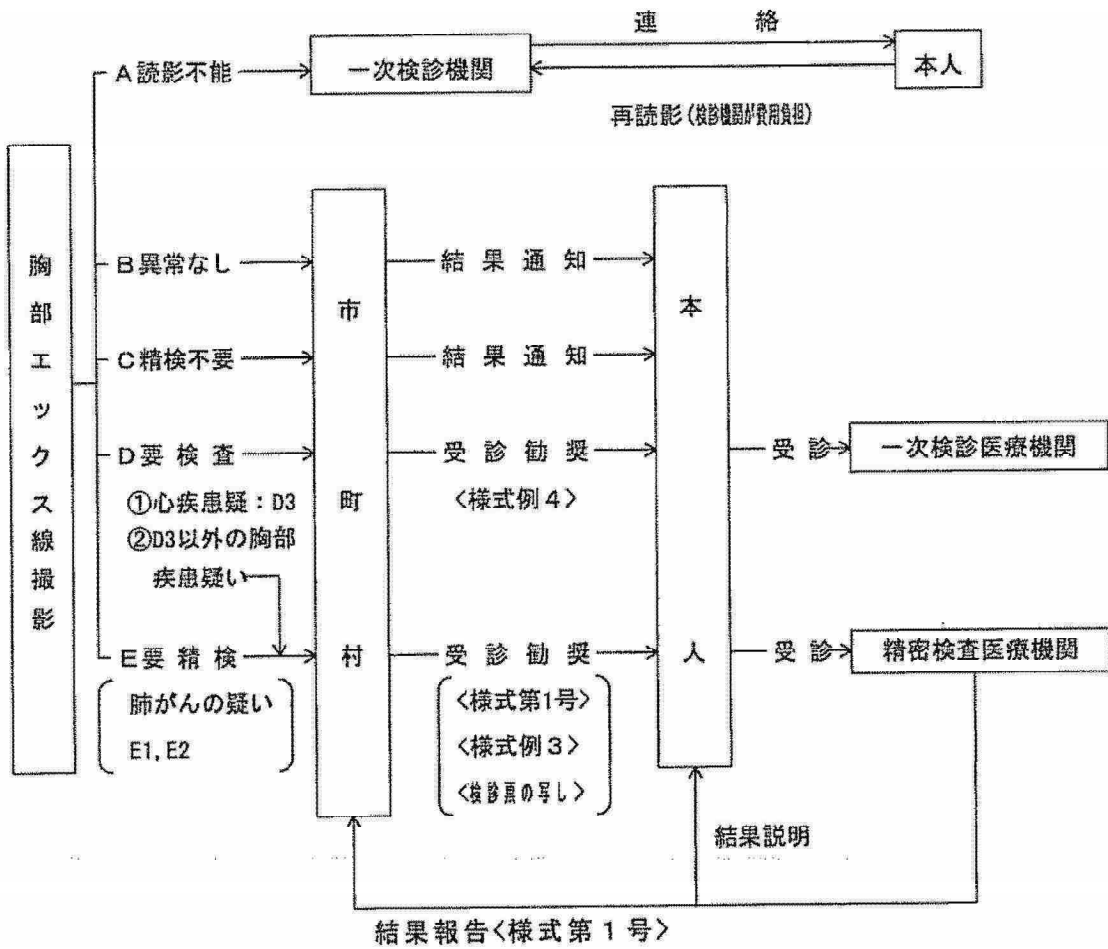 連絡
A読影不能
一次検診機関
本人
再読影(検診機関が費用負担)
胸部エックス線撮影
B異常なし
市町村
結果通知
本人
C精検不要
結果通知
D要検査
受診勧奨
受診
一次検診医療機関
①心疾患疑:D3
<様式例4>
②D3以外の胸部
疾患疑い
E要精検
受診勧奨
受診
精密検査医療機関
肺がんの疑い
E1,E2
<様式第1号>
<様式例3>
<検診票の写し>
結果説明
結果報告<様式第1号>